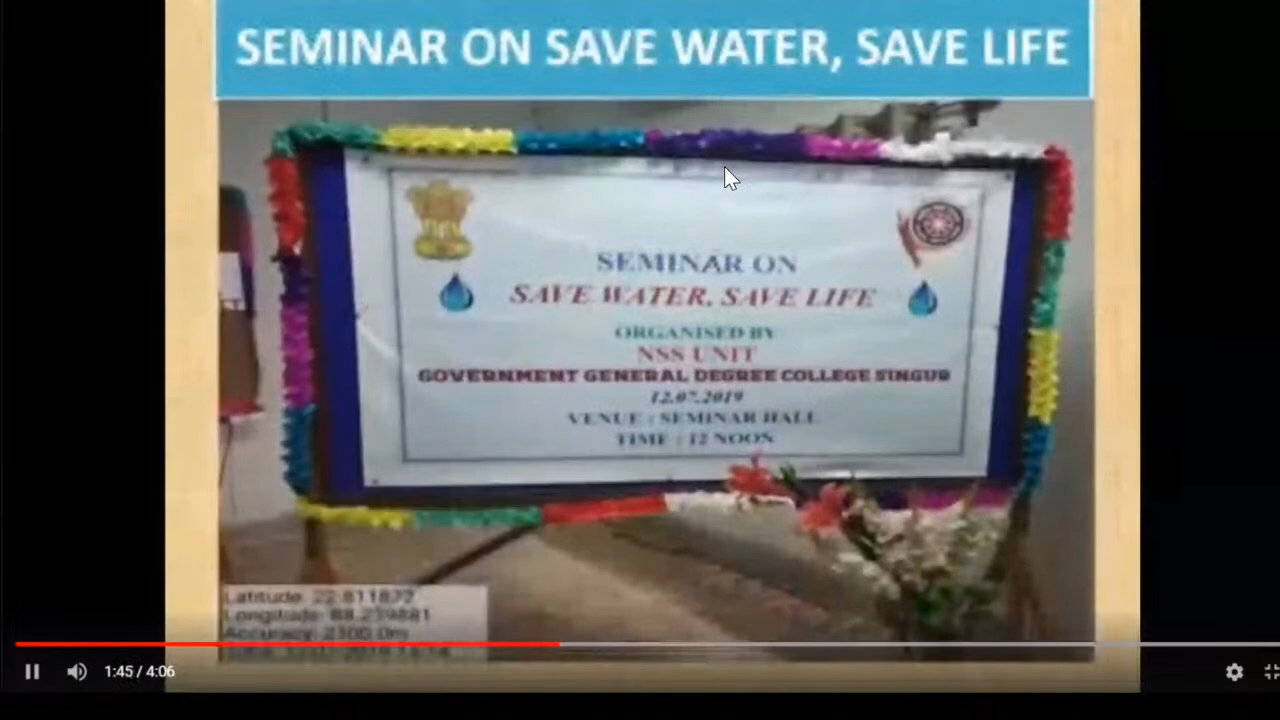 SEMINAR ON SAVE WATER, SAVE LIFE
SEMINAR ON
SAVE WATER, SAVE LIFE
ORGANISED BY
NSS UNIT
GOVERNMENT GENERAL DEGREE COLLEGE SINGUR
12.07.2019
VENUE : SEMINAR HALL
TIME : 12 NOON
Latitude: 22.811872
Longitude: 88.239881
Accuracy: 2300.0m
1:45 / 4:06